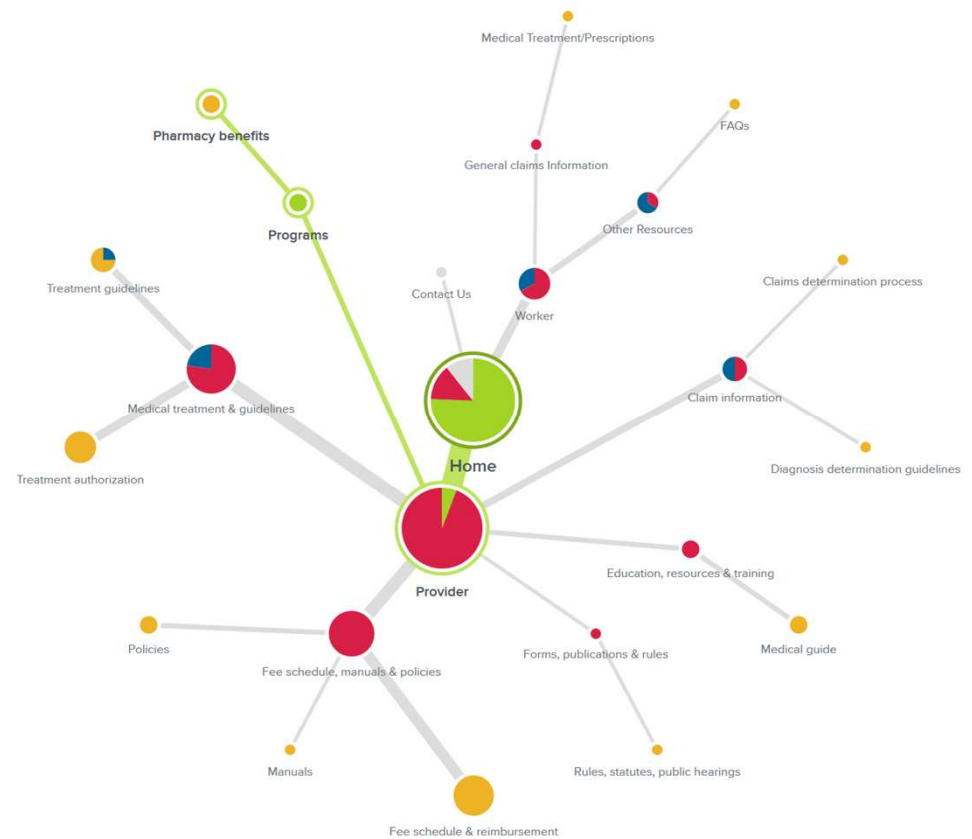 Medical Treatment/Prescriptions
Pharmacy benefits
FAQs
General claims Information
Programs
Other Resources
Treatment guidelines
Contact Us
Claims determination process
Worker
Medical treatment & guidelines
Claim information
Home
Treatment authorization
Diagnosis determination guidelines
Education, resources & training
Provider
Policies
Forms, publications & rules
Medical guide
Fee schedule, manuals & policies
Manuals
Rules, statutes, public hearings
Fee schedule & reimbursement